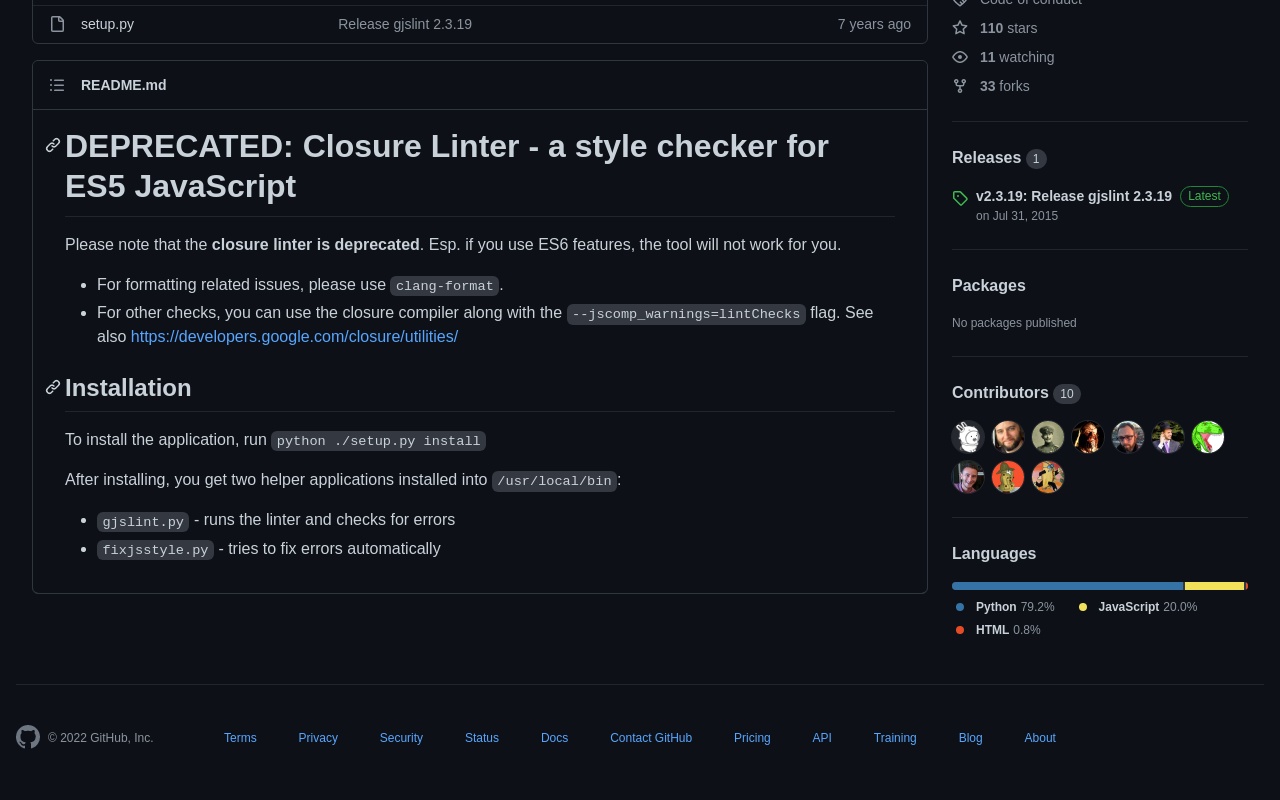 setup.py Release gjslint 2.3.19 7 years ago
README.md
DEPRECATED: Closure Linter - a style checker for
ES5 JavaScript
Please note that the closure linter is deprecated. Esp. if you use ES6 features, the tool will not work for you.
For formatting related issues, please use clang-format.
For other checks, you can use the closure compiler along with the --jscomp_warnings=lintChecks flag. See
also https://developers.google.com/closure/utilities/
Installation
To install the application, run python ./setup.py install
After installing, you get two helper applications installed into /usr/local/bin:
gjslint.py - runs the linter and checks for errors
fixjsstyle.py - tries to fix errors automatically
Code of conduct
110 stars
11 watching
33 forks
Releases 1
v2.3.19: Release gjslint 2.3.19 Latest
on Jul 31, 2015
Packages
No packages published
Contributors 10
Languages
Python 79.2% JavaScript 20.0%
HTML 0.8%
© 2022 GitHub, Inc. Terms Privacy Security Status Docs Contact GitHub Pricing API Training Blog About